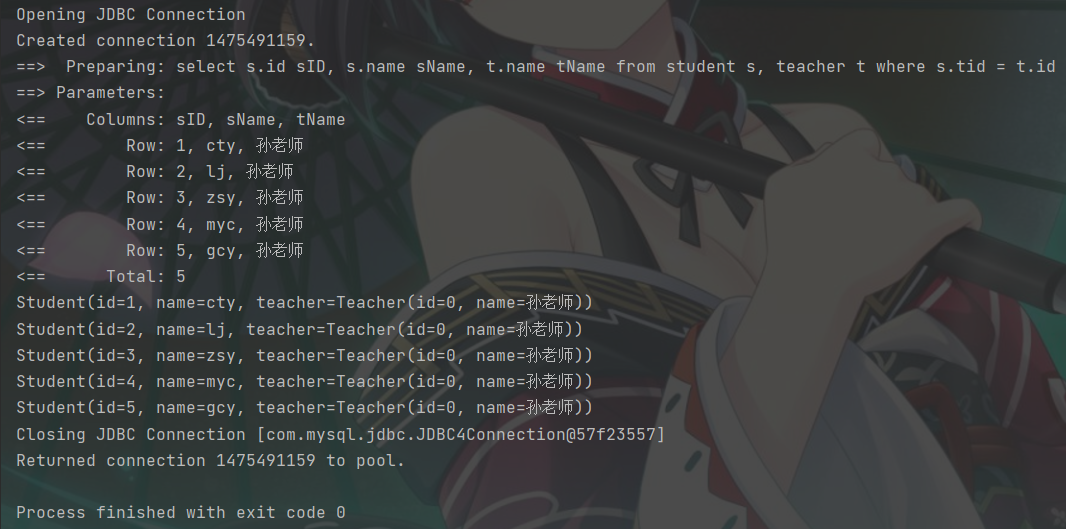 Opening JDBC Connection
Created connection 1475491159.
==>  Preparing: select s.id sID, s.name sName, t.name tName from student s, teacher t where s.tid = t.id
==> Parameters:
<==    Columns: sID, sName, tName
<==        Row: 1, cty, 孙老师
<==        Row: 2, lj, 孙老师
<==        Row: 3, zsy, 孙老师
<==        Row: 4, myc, 孙老师
<==        Row: 5, gcy, 孙老师
<==      Total: 5
Student(id=1, name=cty, teacher=Teacher(id=0, name=孙老师))
Student(id=2, name=lj, teacher=Teacher(id=0, name=孙老师))
Student(id=3, name=zsy, teacher=Teacher(id=0, name=孙老师))
Student(id=4, name=myc, teacher=Teacher(id=0, name=孙老师))
Student(id=5, name=gcy, teacher=Teacher(id=0, name=孙老师))
Closing JDBC Connection [com.mysql.jdbc.JDBC4Connection@57f23557]
Returned connection 1475491159 to pool.
Process finished with exit code 0